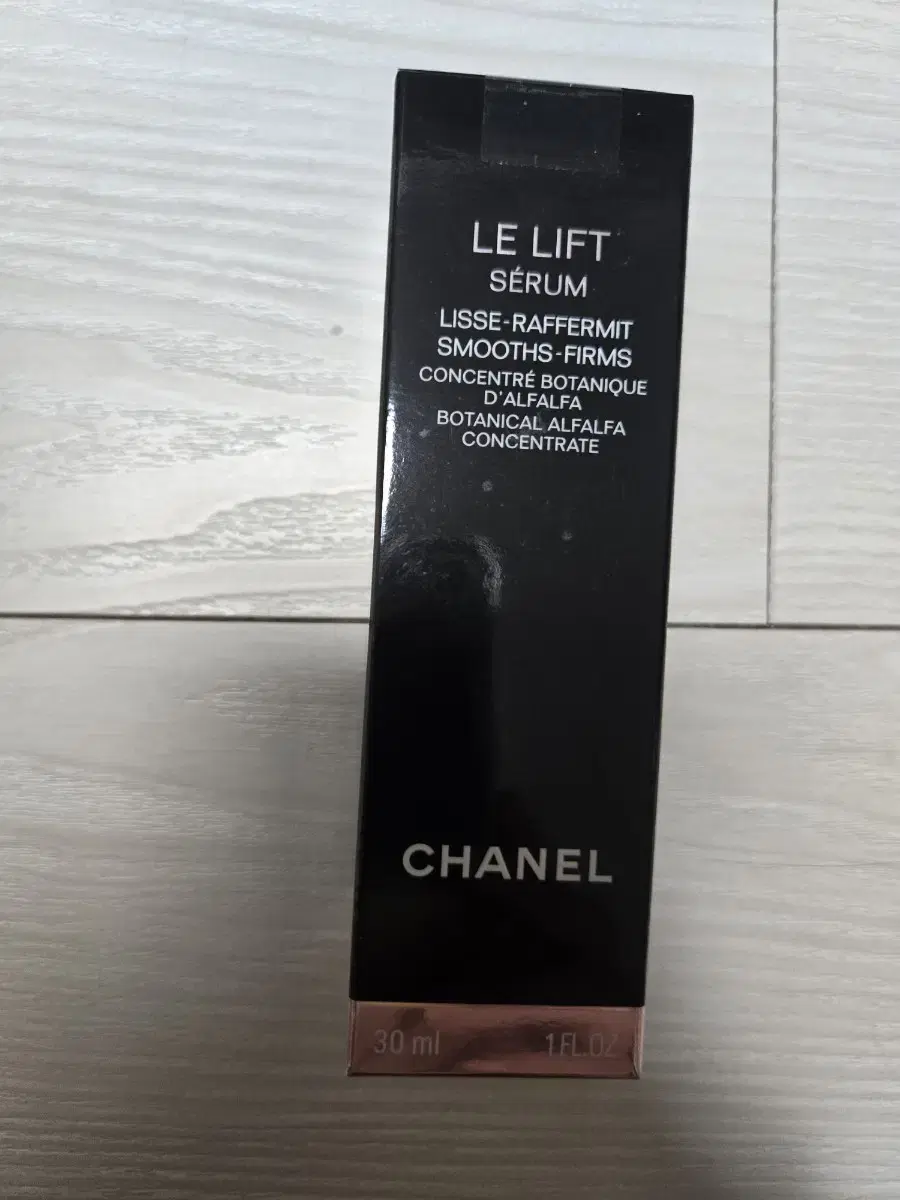 LE LIFT
SÉRUM
LISSE-RAFFERMIT
SMOOTHS-FIRMS
CONCENTRÉ BOTANIQUE
D'ALFALFA
BOTANICAL ALFALFA
CONCENTRATE
CHANEL
30 ml 1 FL.OZ